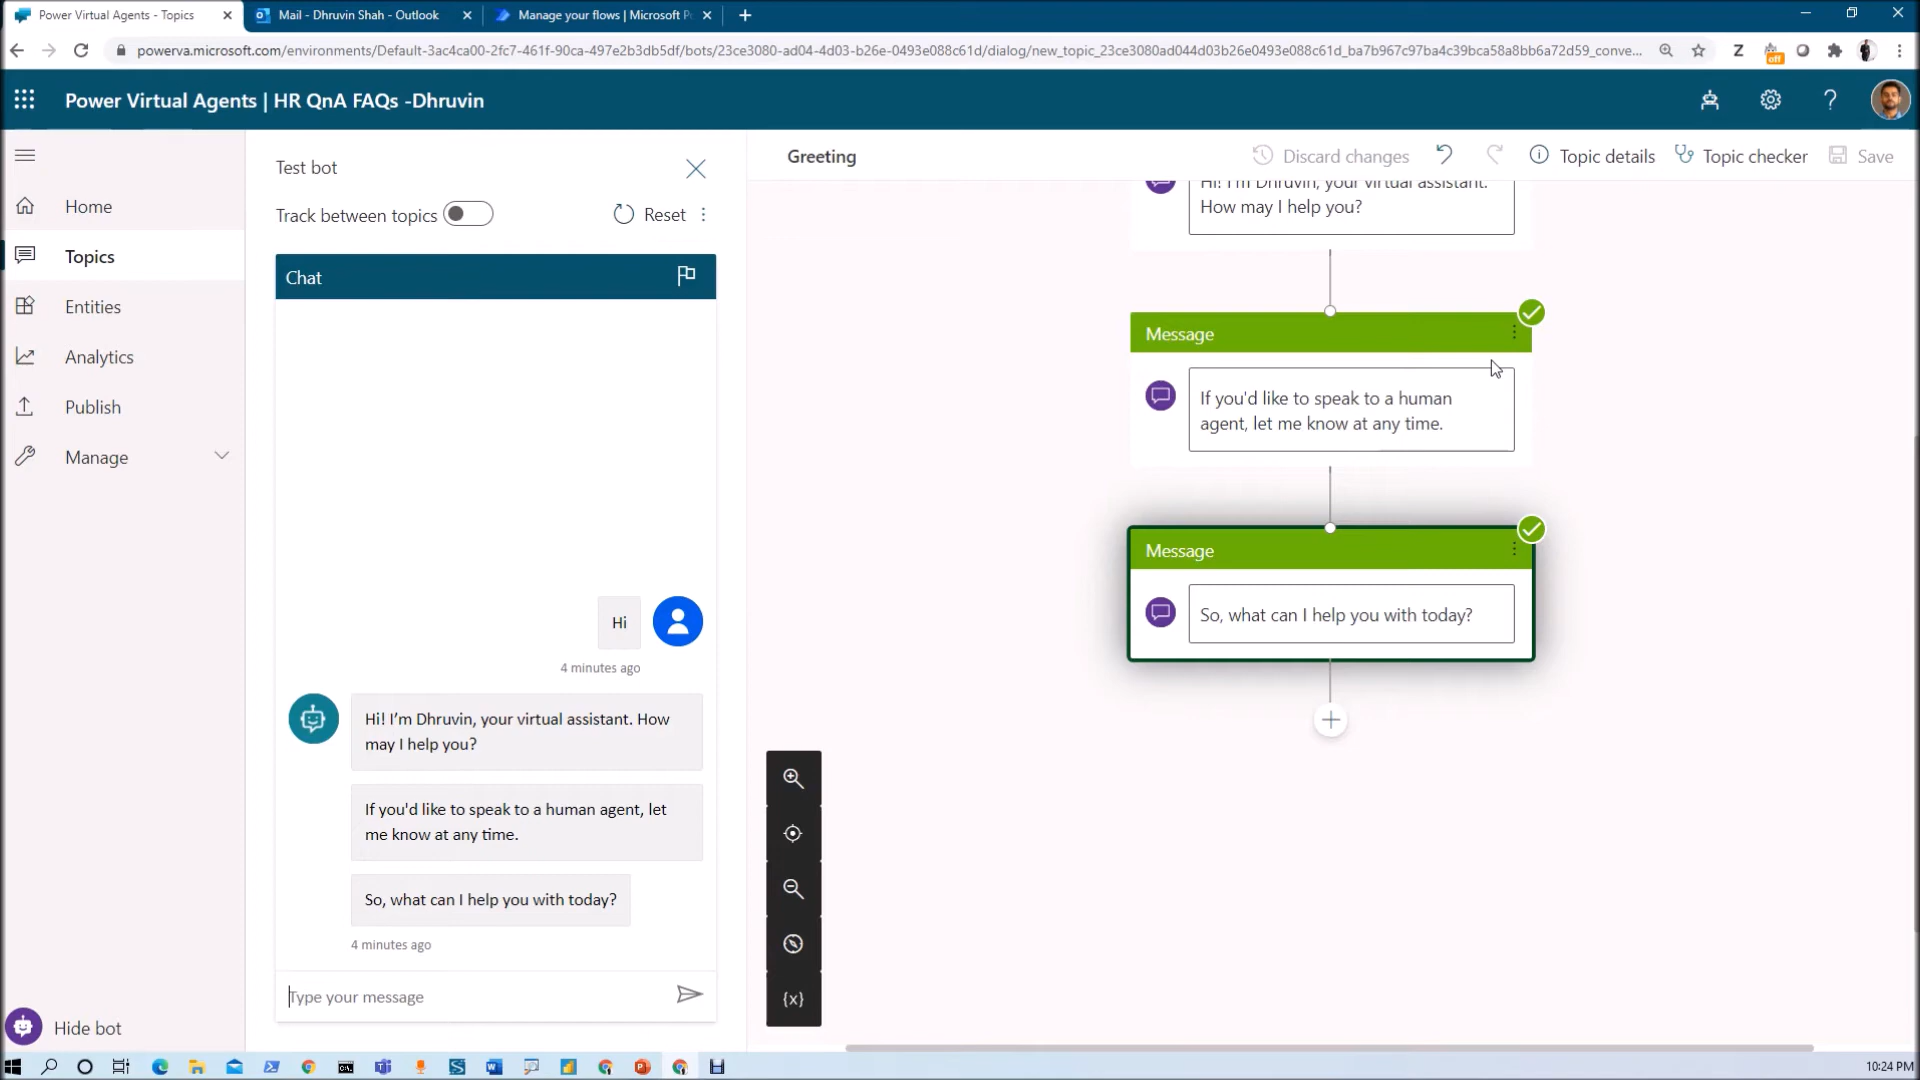 Power Virtual Agents - Topics
Mail - Dhruvin Shah - Outlook
Manage your flows | Microsoft P
powerva.microsoft.com/environments/Default-3ac4ca00-2fc7-461f-90ca-497e2b3db5df/bots/23ce3080-ad04-4d03-b26e-0493e088c61d/dialog/new_topic_23ce3080ad044d03b26e0493e088c61d_ba7b967c97ba4c39bca58a8bb6a72d59_conve...
Z
off
Power Virtual Agents | HR QnA FAQs -Dhruvin
Home
Topics
Entities
Analytics
Publish
Manage
Hide bot
Test bot
Track between topics
Reset
Chat
Hi
4 minutes ago
Hi! I'm Dhruvin, your virtual assistant. How
may I help you?
If you'd like to speak to a human agent, let
me know at any time.
So, what can I help you with today?
4 minutes ago
Type your message
Greeting
Discard changes
Topic details
Topic checker
Save
Hi! I'm Dhruvin, your virtual assistant.
How may I help you?
Message
If you'd like to speak to a human
agent, let me know at any time.
Message
So, what can I help you with today?
{x}
10:24 PM